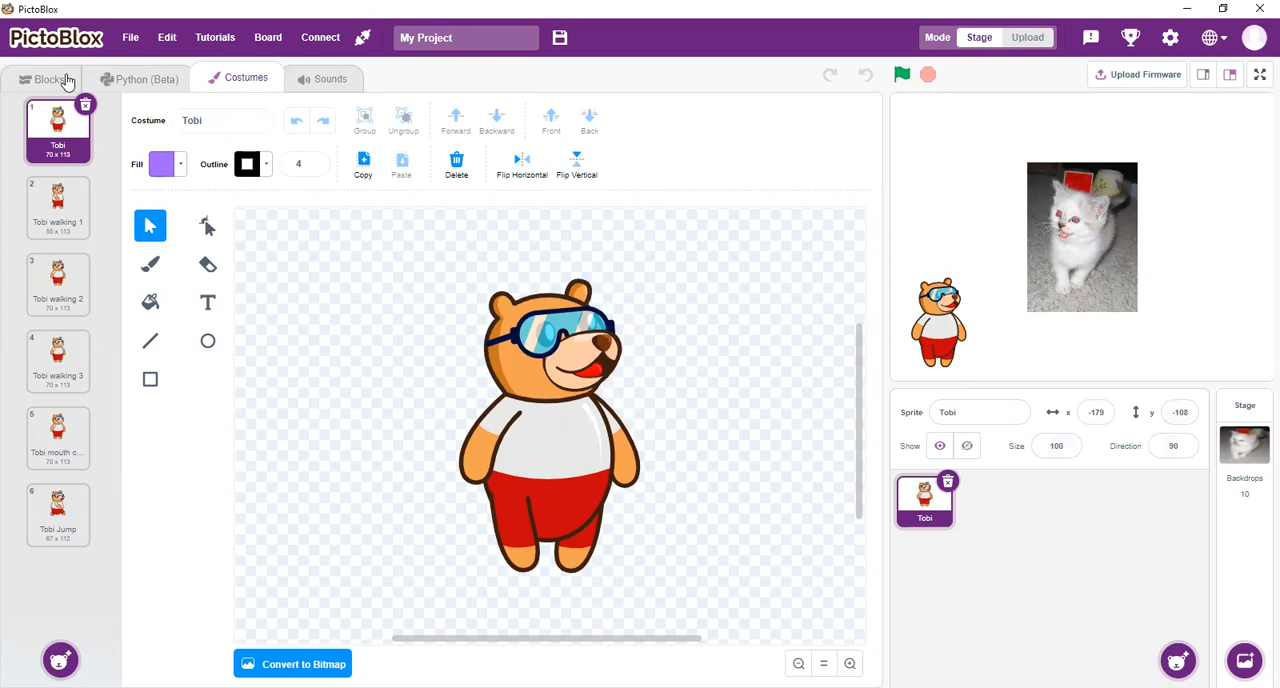 PictoBlox
PictoBlox File Edit Tutorials Board Connect My Project Mode Stage Upload
Blocks Python (Beta) Costumes Sounds Upload Firmware
Costume Tobi Group Ungroup Forward Backward Front Back
Fill Outline 4 Copy Paste Delete Flip Horizontal Flip Vertical
1
Tobi
70 x 113
2
Tobi walking 1
55 x 113
3
Tobi walking 2
70 x 113
4
Tobi walking 3
70 x 113
5
Tobi mouth c...
70 x 113
6
Tobi Jump
67 x 112
T
Convert to Bitmap
Sprite Tobi x -179 y -108
Show Size 100 Direction 90
Tobi
Stage
Backdrops
10